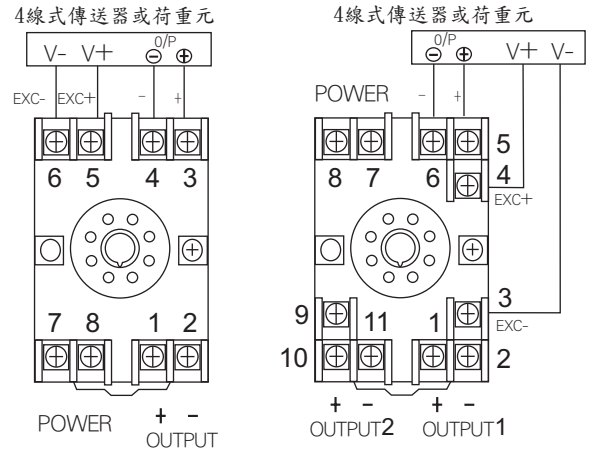 4線式傳送器或荷重元
V- V+ O/P
⊖ ⊕
EXC- EXC+ - +
6 5 4 3
7 8 1 2
POWER + -
OUTPUT
4線式傳送器或荷重元
O/P V+ V-
⊖ ⊕
POWER - +
8 7 6 5
4
EXC+
3
EXC-
9 11 1
10 2
+ - + -
OUTPUT2 OUTPUT1